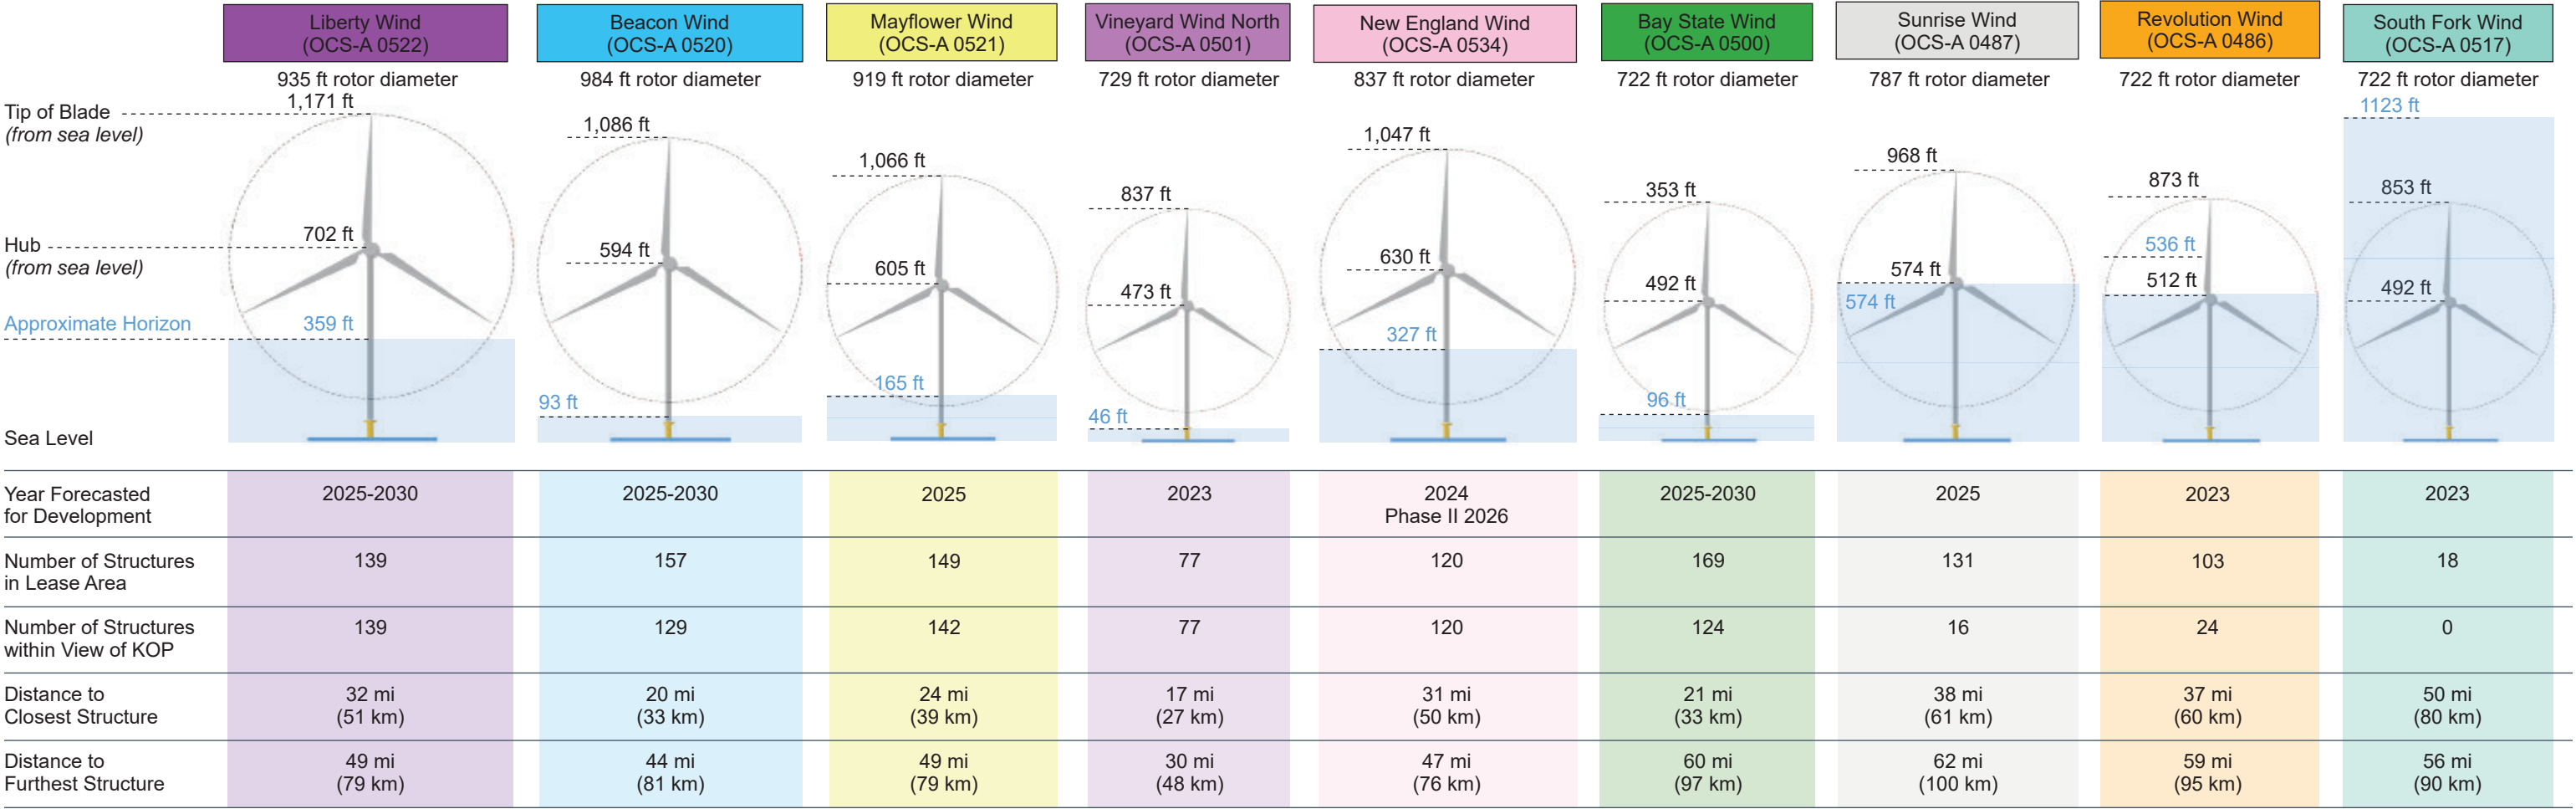 Liberty Wind
(OCS-A 0522)
Beacon Wind
(OCS-A 0520)
Mayflower Wind
(OCS-A 0521)
Vineyard Wind North
(OCS-A 0501)
New England Wind
(OCS-A 0534)
Bay State Wind
(OCS-A 0500)
Sunrise Wind
(OCS-A 0487)
Revolution Wind
(OCS-A 0486)
South Fork Wind
(OCS-A 0517)
935 ft rotor diameter
984 ft rotor diameter
919 ft rotor diameter
729 ft rotor diameter
837 ft rotor diameter
722 ft rotor diameter
787 ft rotor diameter
722 ft rotor diameter
722 ft rotor diameter
Tip of Blade
(from sea level)
1,171 ft
1,086 ft
1,066 ft
837 ft
1,047 ft
353 ft
968 ft
873 ft
1123 ft
853 ft
Hub
(from sea level)
702 ft
594 ft
605 ft
473 ft
630 ft
492 ft
574 ft
536 ft
512 ft
492 ft
Approximate Horizon
359 ft
93 ft
165 ft
46 ft
327 ft
96 ft
574 ft
Sea Level
Year Forecasted
for Development
2025-2030
2025-2030
2025
2023
2024
Phase II 2026
2025-2030
2025
2023
2023
Number of Structures
in Lease Area
139
157
149
77
120
169
131
103
18
Number of Structures
within View of KOP
139
129
142
77
120
124
16
24
0
Distance to
Closest Structure
32 mi
(51 km)
20 mi
(33 km)
24 mi
(39 km)
17 mi
(27 km)
31 mi
(50 km)
21 mi
(33 km)
38 mi
(61 km)
37 mi
(60 km)
50 mi
(80 km)
Distance to
Furthest Structure
49 mi
(79 km)
44 mi
(81 km)
49 mi
(79 km)
30 mi
(48 km)
47 mi
(76 km)
60 mi
(97 km)
62 mi
(100 km)
59 mi
(95 km)
56 mi
(90 km)